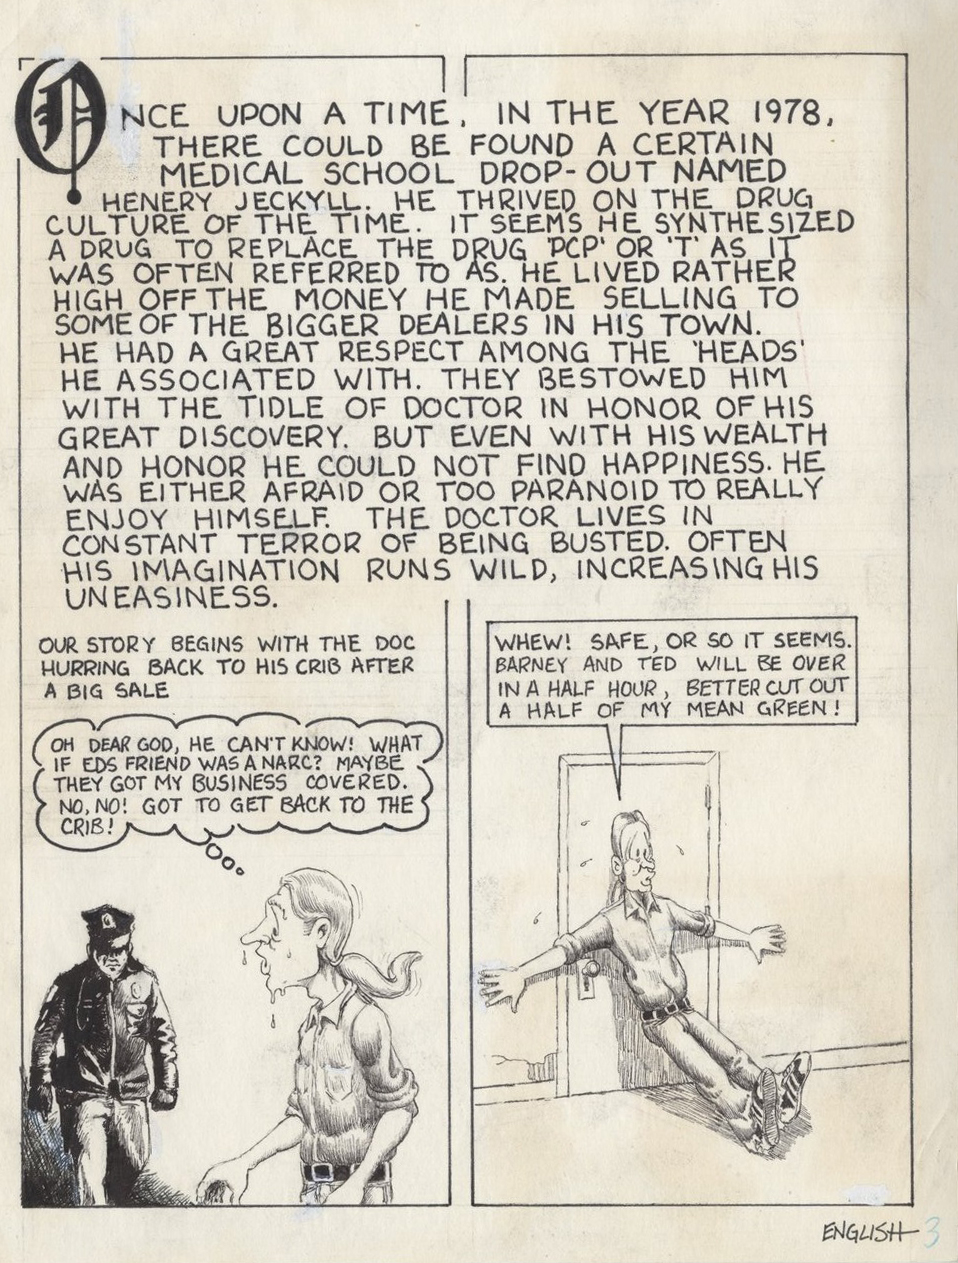 ONCE UPON A TIME, IN THE YEAR 1978,
THERE COULD BE FOUND A CERTAIN
MEDICAL SCHOOL DROP-OUT NAMED
HENERY JECKYLL. HE THRIVED ON THE DRUG
CULTURE OF THE TIME. IT SEEMS HE SYNTHESIZED
A DRUG TO REPLACE THE DRUG 'PCP' OR 'T' AS IT
WAS OFTEN REFERRED TO AS. HE LIVED RATHER
HIGH OFF THE MONEY HE MADE SELLING TO
SOME OF THE BIGGER DEALERS IN HIS TOWN.
HE HAD A GREAT RESPECT AMONG THE 'HEADS'
HE ASSOCIATED WITH. THEY BESTOWED HIM
WITH THE TIDLE OF DOCTOR IN HONOR OF HIS
GREAT DISCOVERY. BUT EVEN WITH HIS WEALTH
AND HONOR HE COULD NOT FIND HAPPINESS. HE
WAS EITHER AFRAID OR TOO PARANOID TO REALLY
ENJOY HIMSELF. THE DOCTOR LIVES IN
CONSTANT TERROR OF BEING BUSTED. OFTEN
HIS IMAGINATION RUNS WILD, INCREASING HIS
UNEASINESS.
OUR STORY BEGINS WITH THE DOC
HURRING BACK TO HIS CRIB AFTER
A BIG SALE
OH DEAR GOD, HE CAN'T KNOW! WHAT
IF EDS FRIEND WAS A NARC? MAYBE
THEY GOT MY BUSINESS COVERED.
NO, NO! GOT TO GET BACK TO THE
CRIB!
WHEW! SAFE, OR SO IT SEEMS.
BARNEY AND TED WILL BE OVER
IN A HALF HOUR, BETTER CUT OUT
A HALF OF MY MEAN GREEN!
ENGLISH 3